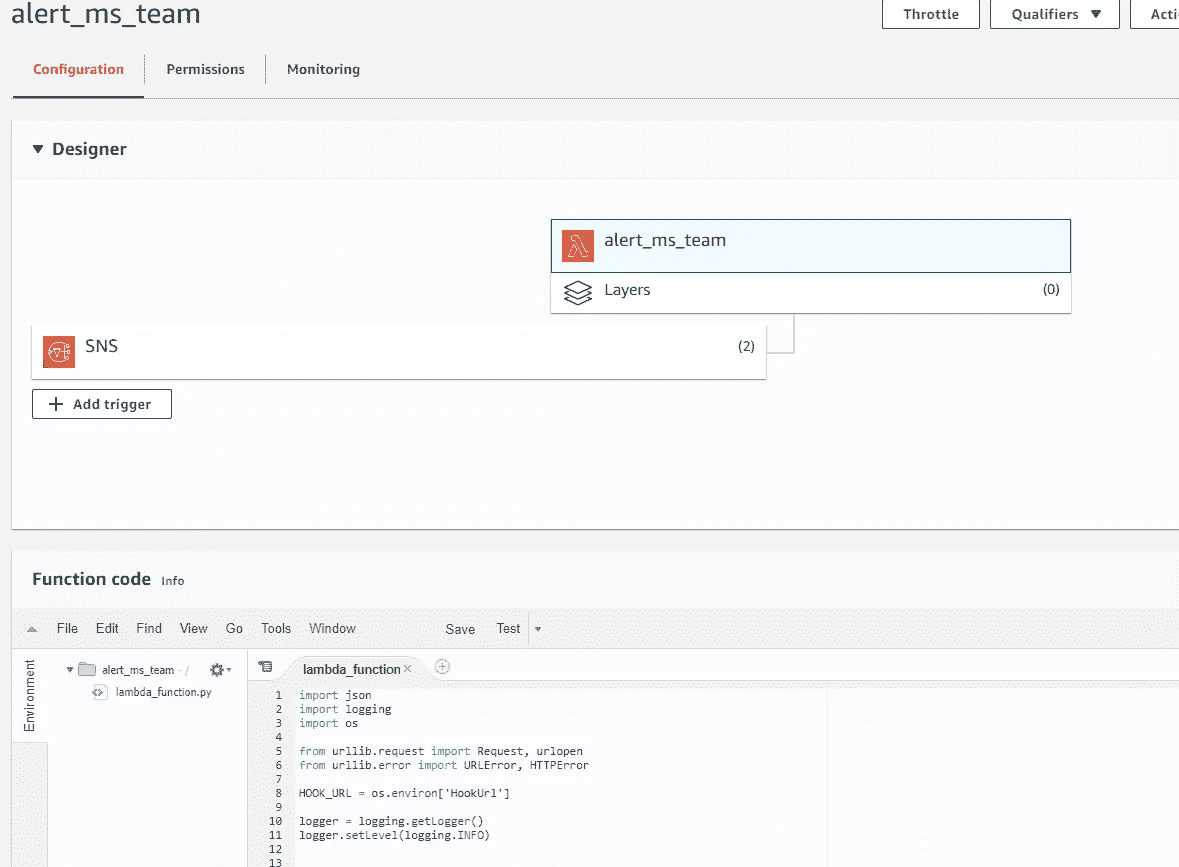 alert_ms_team
Throttle
Qualifiers
Configuration
Permissions
Monitoring
Designer
alert_ms_team
Layers
(0)
SNS
(2)
+ Add trigger
Function code Info
File Edit Find View Go Tools Window Save Test
Environment
alert_ms_team - /
lambda_function.py
lambda_function
1 import json
2 import logging
3 import os
4
5 from urllib.request import Request, urlopen
6 from urllib.error import URLError, HTTPError
7
8 HOOK_URL = os.environ['HookUrl']
9
10 logger = logging.getLogger()
11 logger.setLevel(logging.INFO)
12
13